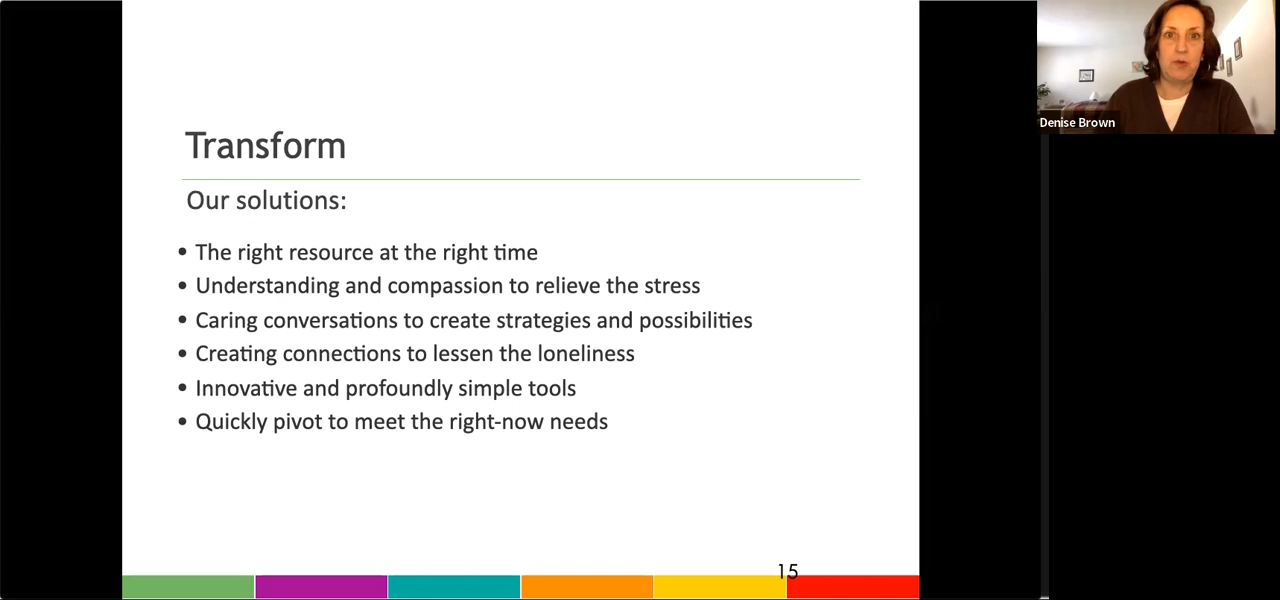 Transform
Our solutions:
• The right resource at the right time
• Understanding and compassion to relieve the stress
• Caring conversations to create strategies and possibilities
• Creating connections to lessen the loneliness
• Innovative and profoundly simple tools
• Quickly pivot to meet the right-now needs
15
Denise Brown